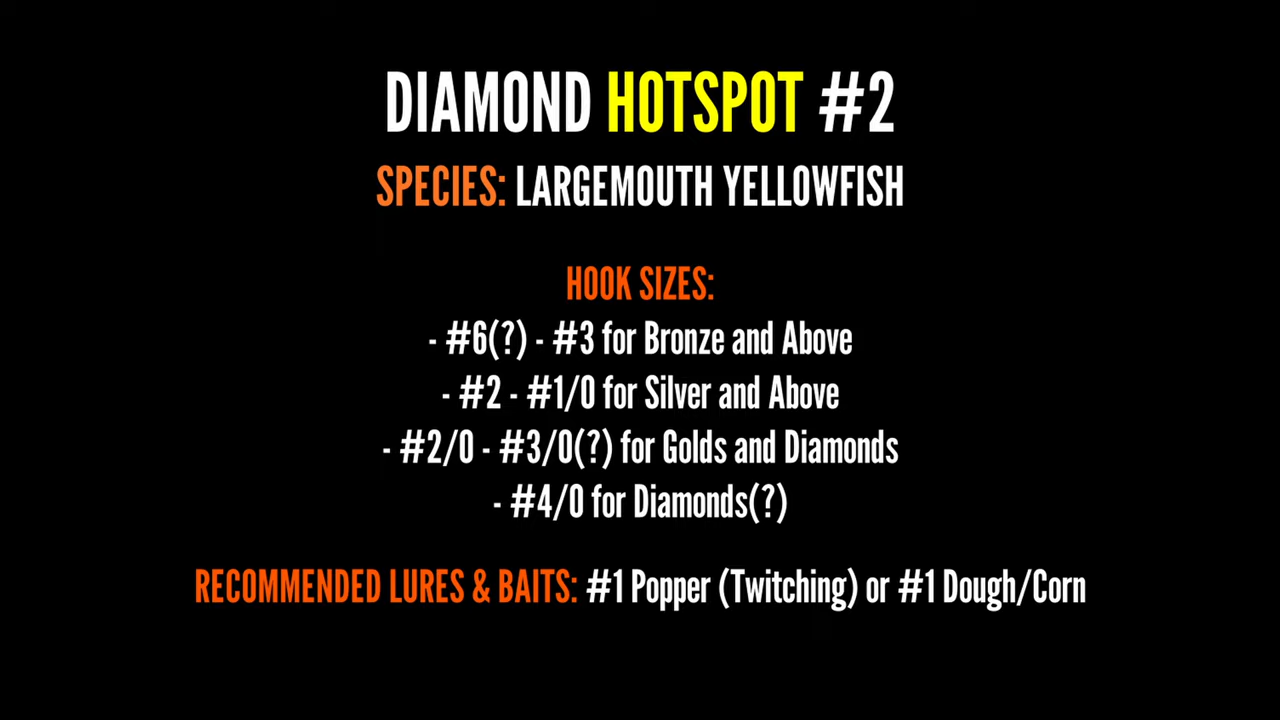 DIAMOND HOTSPOT #2
SPECIES: LARGEMOUTH YELLOWFISH
HOOK SIZES:
- #6(?) - #3 for Bronze and Above
- #2 - #1/0 for Silver and Above
- #2/0 - #3/0(?) for Golds and Diamonds
- #4/0 for Diamonds(?)
RECOMMENDED LURES & BAITS: #1 Popper (Twitching) or #1 Dough/Corn